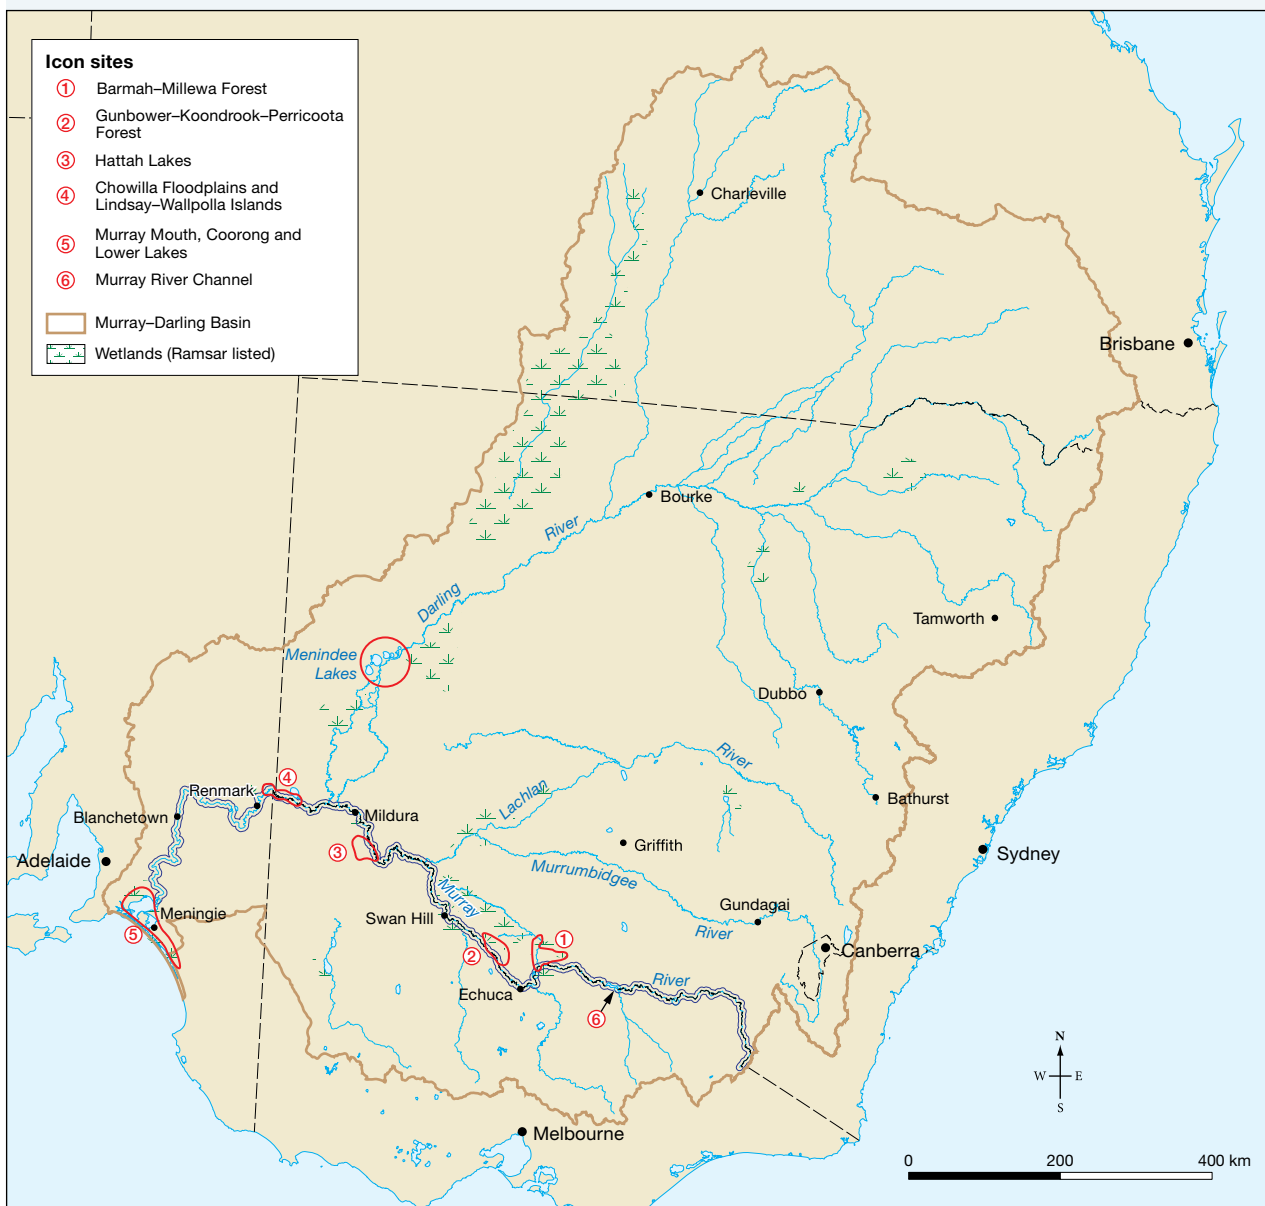 Icon sites
1 Barmah–Millewa Forest
2 Gunbower–Koondrook–Perricoota
Forest
3 Hattah Lakes
4 Chowilla Floodplains and
Lindsay–Wallpolla Islands
5 Murray Mouth, Coorong and
Lower Lakes
6 Murray River Channel
Murray–Darling Basin
Wetlands (Ramsar listed)
Charleville
Brisbane
Bourke
River
Darling
Tamworth
Menindee
Lakes
Dubbo
River
4
Renmark
Lachlan
Bathurst
Blanchetown
Mildura
Griffith
3
Sydney
Adelaide
Murrumbidgee
Murray
Gundagai
Meningie
Swan Hill
River
5
1
2
Canberra
River
Echuca
6
N
W
E
S
Melbourne
0
200
400 km